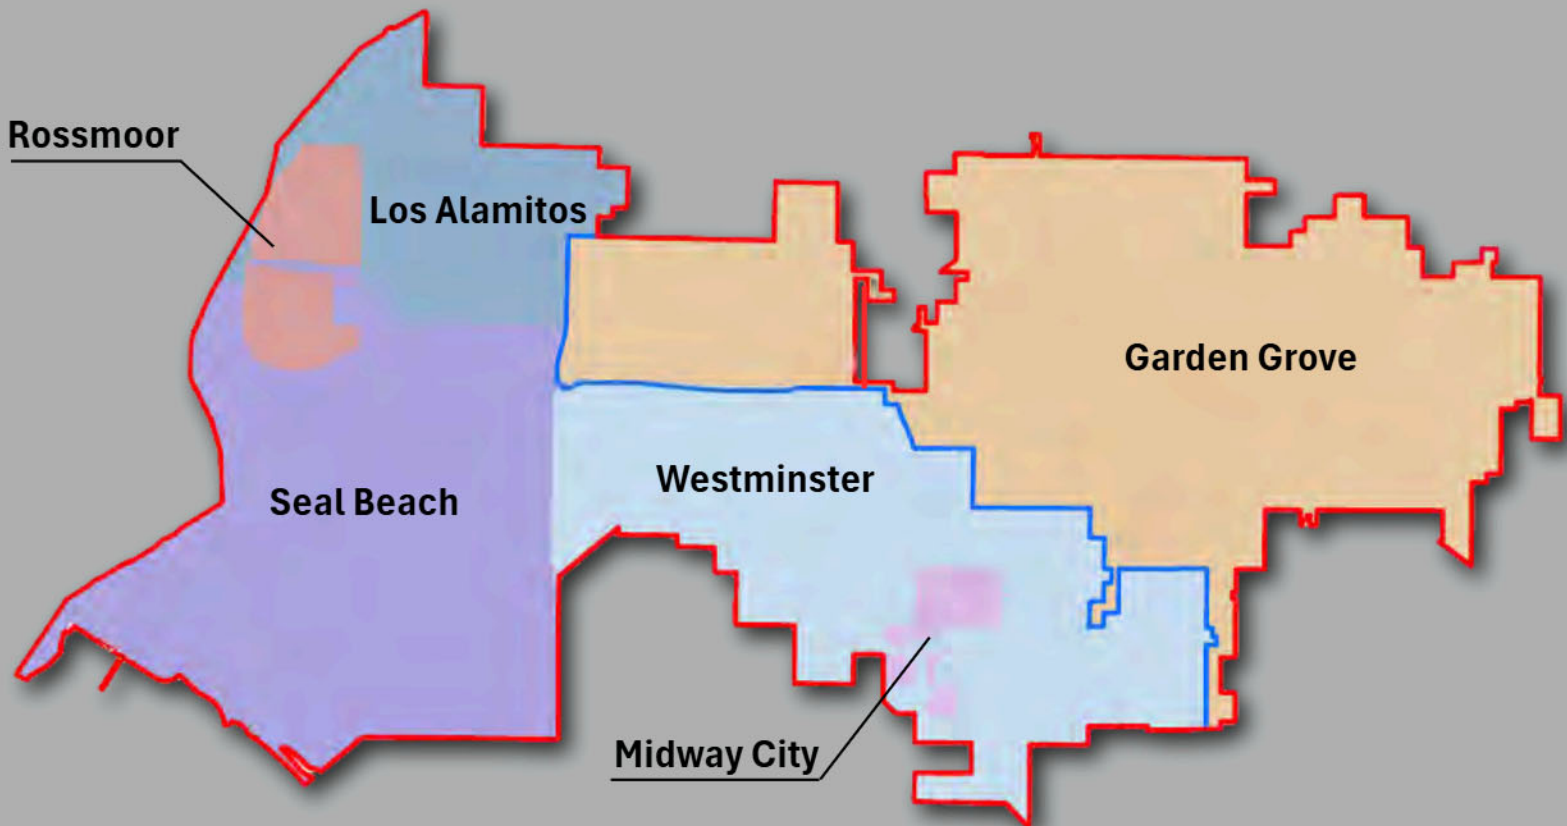 Rossmoor
Los Alamitos
Garden Grove
Westminster
Seal Beach
Midway City